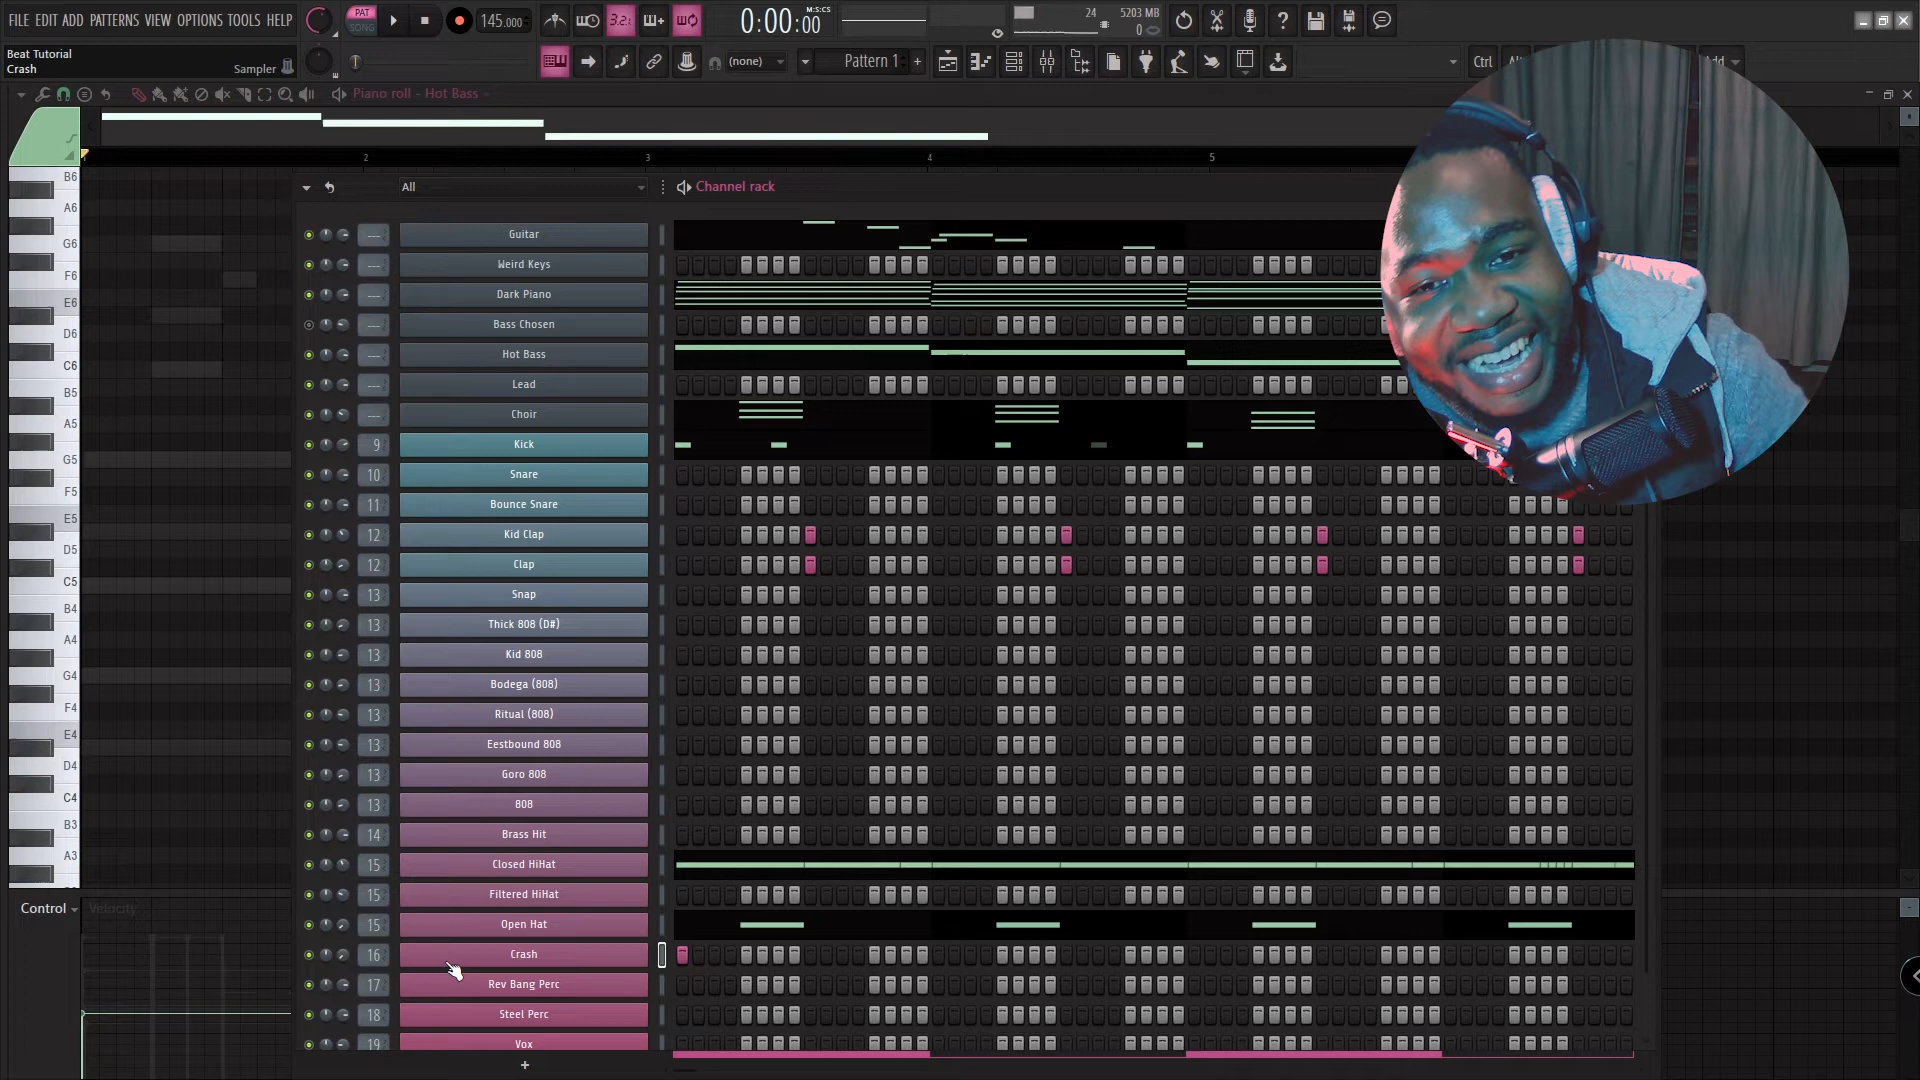 FILE EDIT ADD PATTERNS VIEW OPTIONS TOOLS HELP
PAT
SONG
145.000
3.2.
0:00:00
M:S:CS
24
5203 MB
0
Beat Tutorial
Crash
Sampler
(none)
Pattern 1
+
Ctrl
Piano roll - Hot Bass
2
3
4
5
All
Channel rack
B6
A6
G6
F6
E6
D6
C6
B5
A5
G5
F5
E5
D5
C5
B4
A4
G4
F4
E4
D4
C4
B3
A3
--- Guitar
--- Weird Keys
--- Dark Piano
--- Bass Chosen
--- Hot Bass
--- Lead
--- Choir
9 Kick
10 Snare
11 Bounce Snare
12 Kid Clap
12 Clap
13 Snap
13 Thick 808 (D#)
13 Kid 808
13 Bodega (808)
13 Ritual (808)
13 Eestbound 808
13 Goro 808
13 808
14 Brass Hit
15 Closed HiHat
15 Filtered HiHat
15 Open Hat
16 Crash
17 Rev Bang Perc
18 Steel Perc
19 Vox
+
Control
Velocity